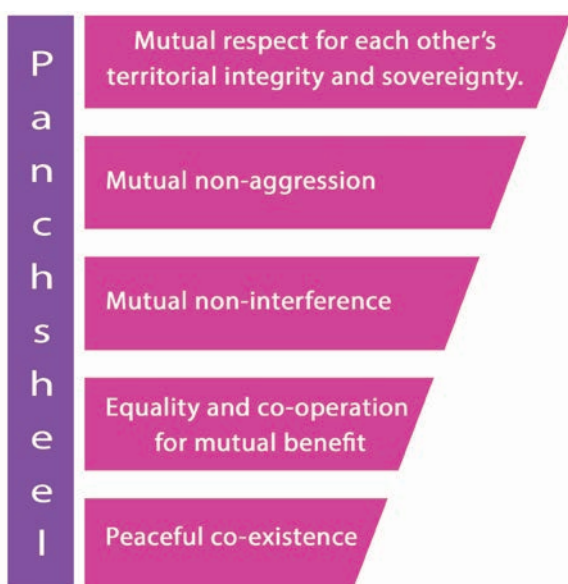 Panchsheel
Mutual respect for each other's
territorial integrity and sovereignty.
Mutual non-aggression
Mutual non-interference
Equality and co-operation
for mutual benefit
Peaceful co-existence